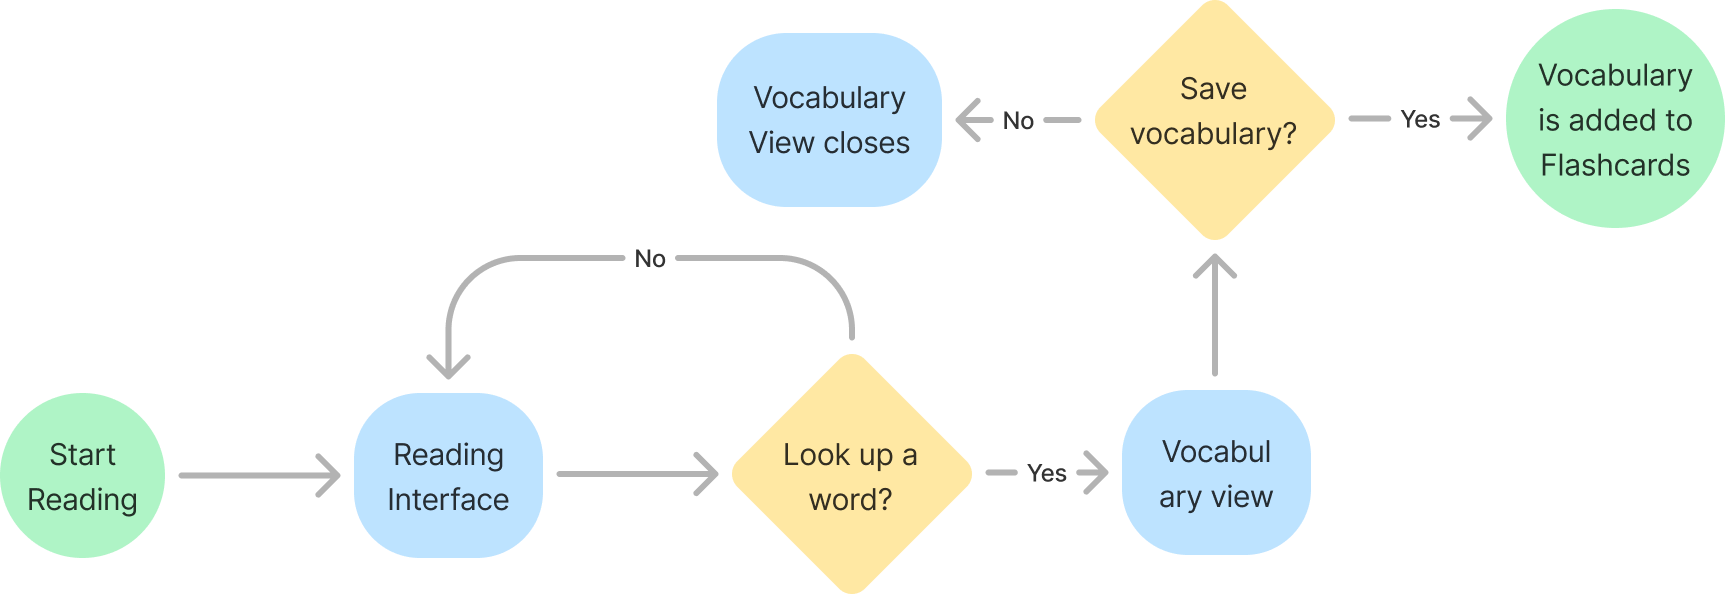 Vocabulary
View closes
No
Save
vocabulary?
Yes
Vocabulary
is added to
Flashcards
No
Start
Reading
Reading
Interface
Look up a
word?
Yes
Vocabul
ary view